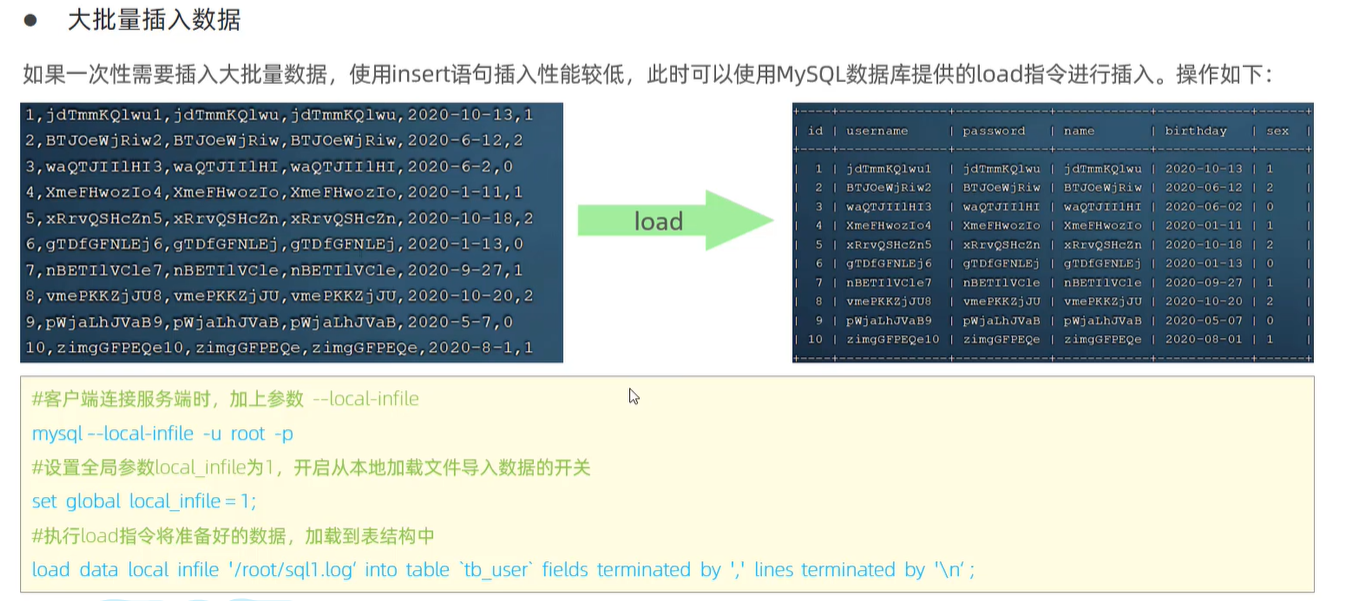 ● 大批量插入数据
如果一次性需要插入大批量数据，使用insert语句插入性能较低，此时可以使用MySQL数据库提供的load指令进行插入。操作如下：
1,jdTmmKQlwu1,jdTmmKQlwu,jdTmmKQlwu,2020-10-13,1
2,BTJOeWjRiw2,BTJOeWjRiw,BTJOeWjRiw,2020-6-12,2
3,waQTJIIlHI3,waQTJIIlHI,waQTJIIlHI,2020-6-2,0
4,XmeFHwozIo4,XmeFHwozIo,XmeFHwozIo,2020-1-11,1
5,xRrvQSHcZn5,xRrvQSHcZn,xRrvQSHcZn,2020-10-18,2
6,gTDfGFNLEj6,gTDfGFNLEj,gTDfGFNLEj,2020-1-13,0
7,nBETIlVCle7,nBETIlVCle,nBETIlVCle,2020-9-27,1
8,vmePKKZjJU8,vmePKKZjJU,vmePKKZjJU,2020-10-20,2
9,pWjaLhJVaB9,pWjaLhJVaB,pWjaLhJVaB,2020-5-7,0
10,zimgGFPEQe10,zimgGFPEQe,zimgGFPEQe,2020-8-1,1
load
| id | username | password | name | birthday | sex |
| 1 | jdTmmKQlwu1 | jdTmmKQlwu | jdTmmKQlwu | 2020-10-13 | 1 |
| 2 | BTJOeWjRiw2 | BTJOeWjRiw | BTJOeWjRiw | 2020-06-12 | 2 |
| 3 | waQTJIIlHI3 | waQTJIIlHI | waQTJIIlHI | 2020-06-02 | 0 |
| 4 | XmeFHwozIo4 | XmeFHwozIo | XmeFHwozIo | 2020-01-11 | 1 |
| 5 | xRrvQSHcZn5 | xRrvQSHcZn | xRrvQSHcZn | 2020-10-18 | 2 |
| 6 | gTDfGFNLEj6 | gTDfGFNLEj | gTDfGFNLEj | 2020-01-13 | 0 |
| 7 | nBETIlVCle7 | nBETIlVCle | nBETIlVCle | 2020-09-27 | 1 |
| 8 | vmePKKZjJU8 | vmePKKZjJU | vmePKKZjJU | 2020-10-20 | 2 |
| 9 | pWjaLhJVaB9 | pWjaLhJVaB | pWjaLhJVaB | 2020-05-07 | 0 |
| 10 | zimgGFPEQe10 | zimgGFPEQe | zimgGFPEQe | 2020-08-01 | 1 |
#客户端连接服务端时，加上参数 --local-infile
mysql --local-infile -u root -p
#设置全局参数local_infile为1，开启从本地加载文件导入数据的开关
set global local_infile = 1;
#执行load指令将准备好的数据，加载到表结构中
load data local infile '/root/sql1.log’ into table `tb_user` fields terminated by ',' lines terminated by '\n’ ;